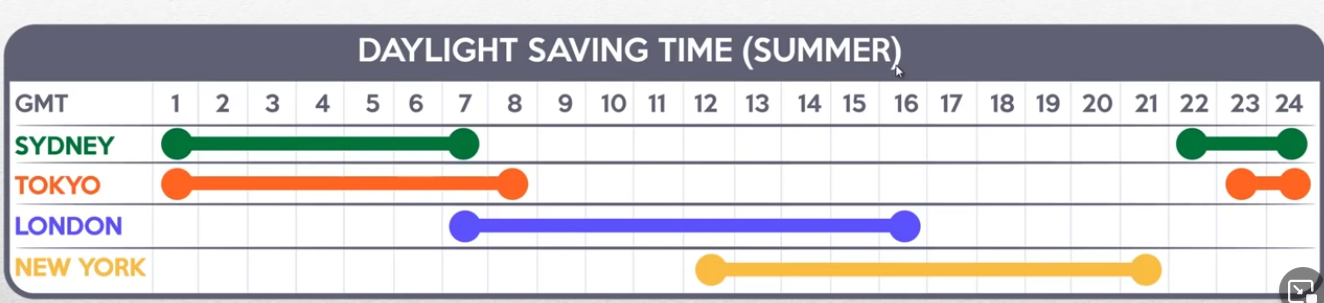 DAYLIGHT SAVING TIME (SUMMER)
GMT 1 2 3 4 5 6 7 8 9 10 11 12 13 14 15 16 17 18 19 20 21 22 23 24
SYDNEY
TOKYO
LONDON
NEW YORK